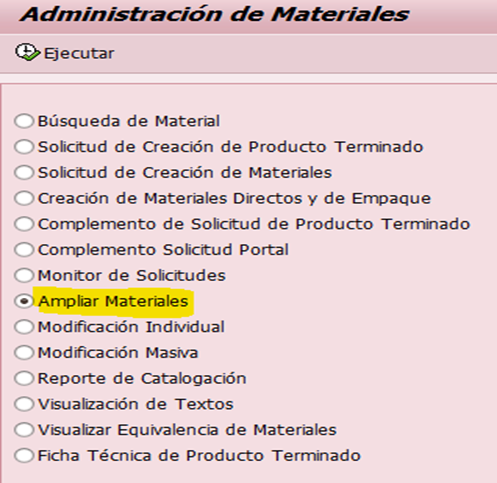 Administración de Materiales
Ejecutar
Búsqueda de Material
Solicitud de Creación de Producto Terminado
Solicitud de Creación de Materiales
Creación de Materiales Directos y de Empaque
Complemento de Solicitud de Producto Terminado
Complemento Solicitud Portal
Monitor de Solicitudes
Ampliar Materiales
Modificación Individual
Modificación Masiva
Reporte de Catalogación
Visualización de Textos
Visualizar Equivalencia de Materiales
Ficha Técnica de Producto Terminado